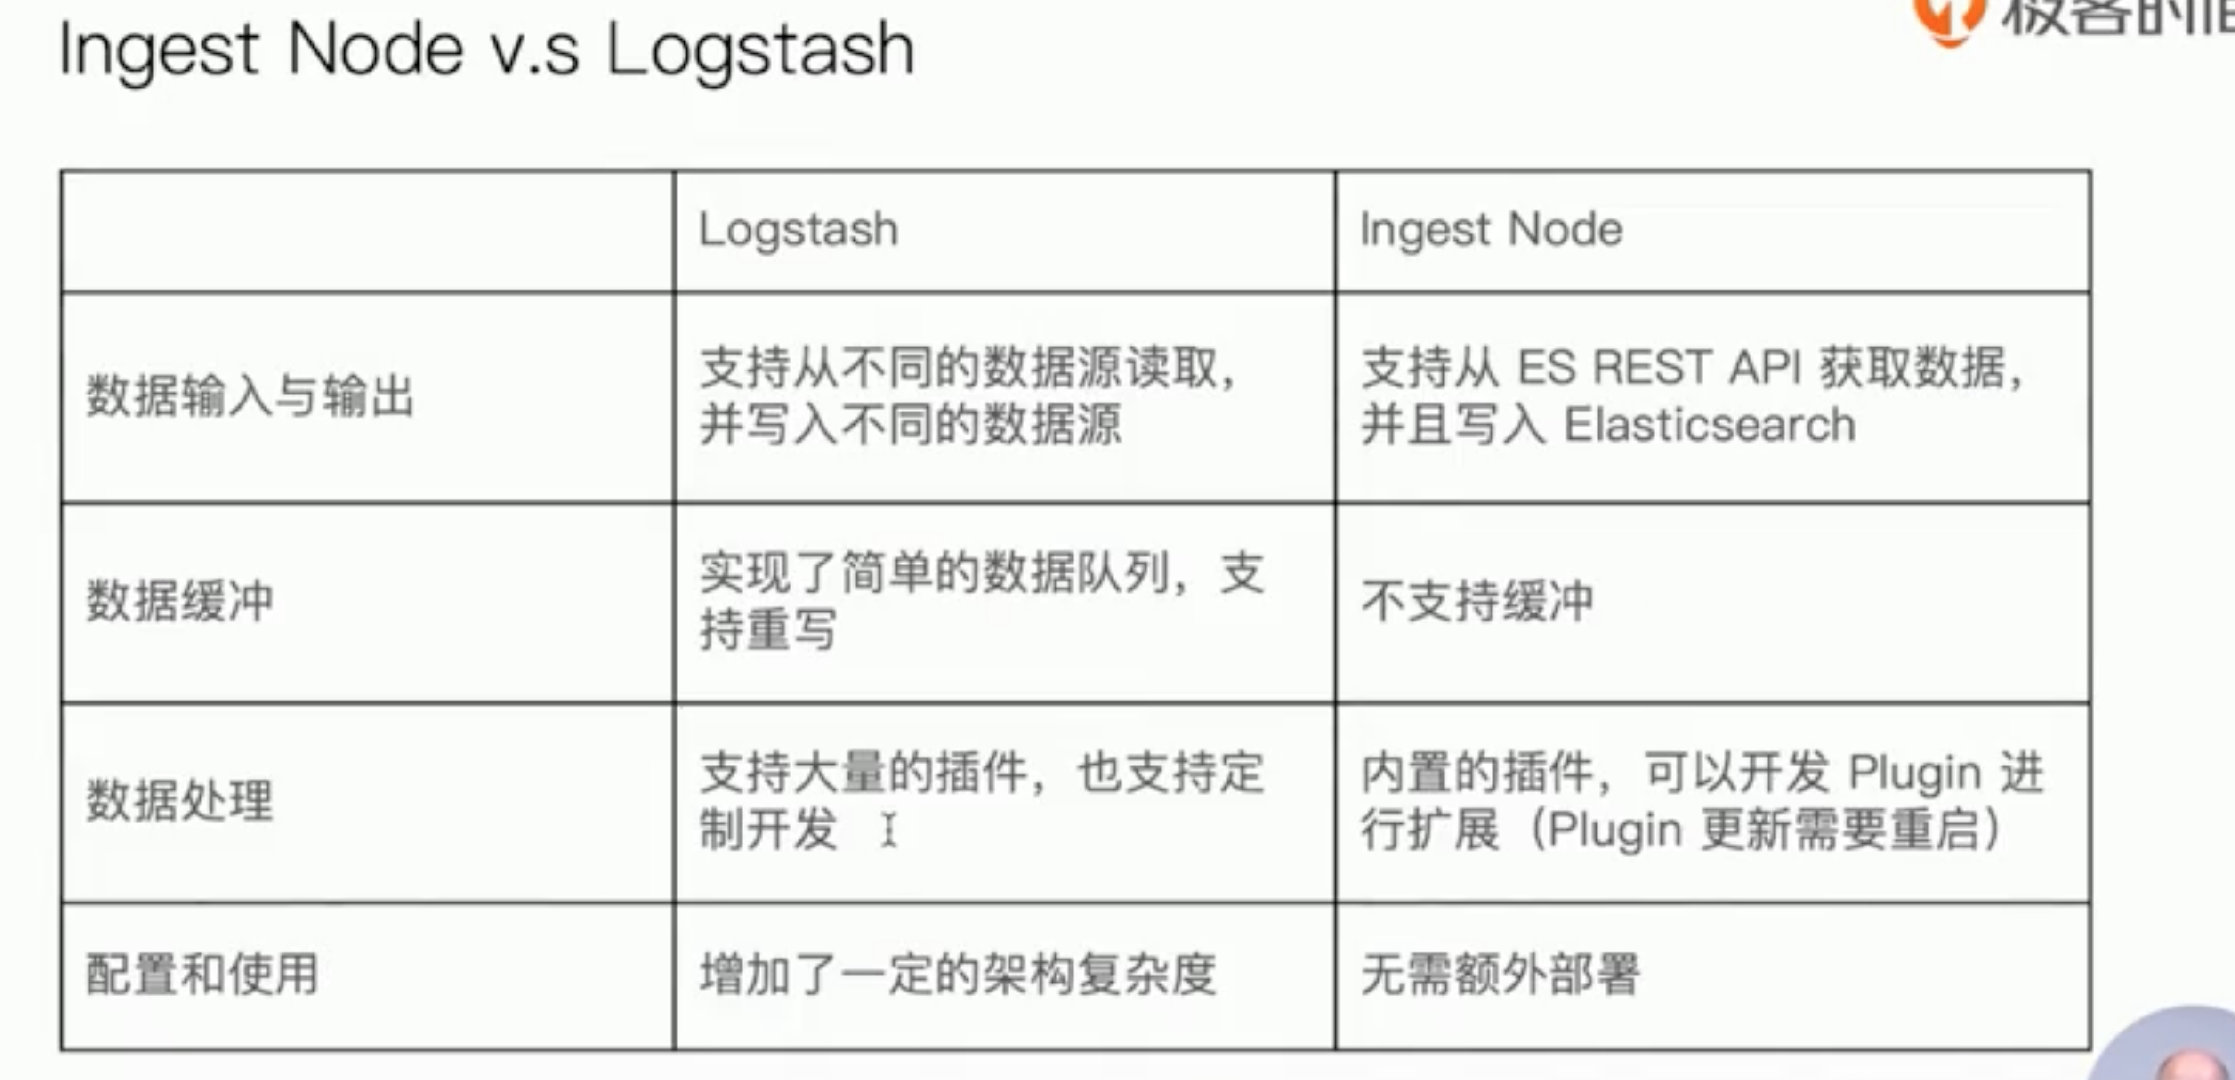 Ingest Node v.s Logstash
极客时间
Logstash
Ingest Node
数据输入与输出
支持从不同的数据源读取，
并写入不同的数据源
支持从 ES REST API 获取数据，
并且写入 Elasticsearch
数据缓冲
实现了简单的数据队列，支
持重写
不支持缓冲
数据处理
支持大量的插件，也支持定
制开发
内置的插件，可以开发 Plugin 进
行扩展（Plugin 更新需要重启）
配置和使用
增加了一定的架构复杂度
无需额外部署